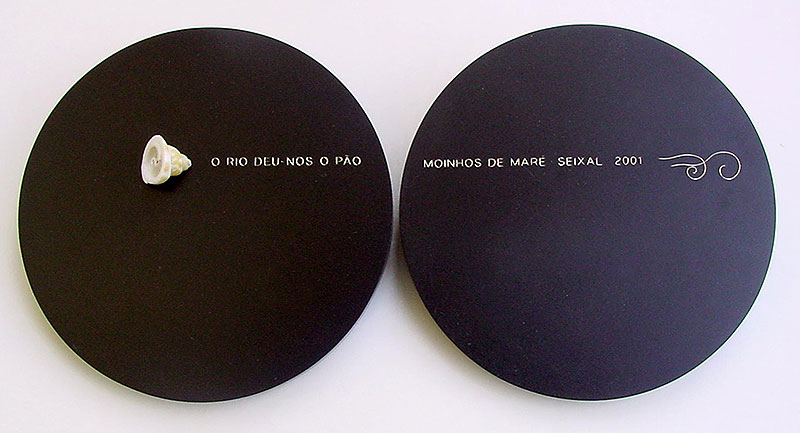 O RIO DEU-NOS O PÃO
MOINHOS DE MARÉ SEIXAL 2001